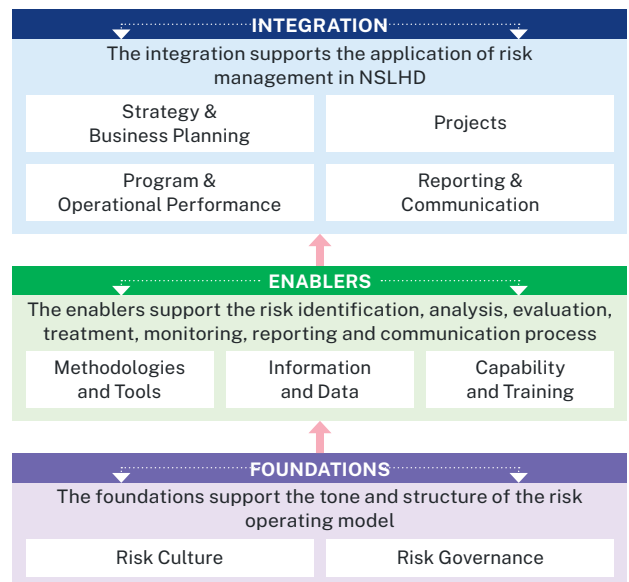 INTEGRATION
The integration supports the application of risk
management in NSLHD
Strategy &
Business Planning
Projects
Program &
Operational Performance
Reporting &
Communication
ENABLERS
The enablers support the risk identification, analysis, evaluation,
treatment, monitoring, reporting and communication process
Methodologies
and Tools
Information
and Data
Capability
and Training
FOUNDATIONS
The foundations support the tone and structure of the risk
operating model
Risk Culture
Risk Governance